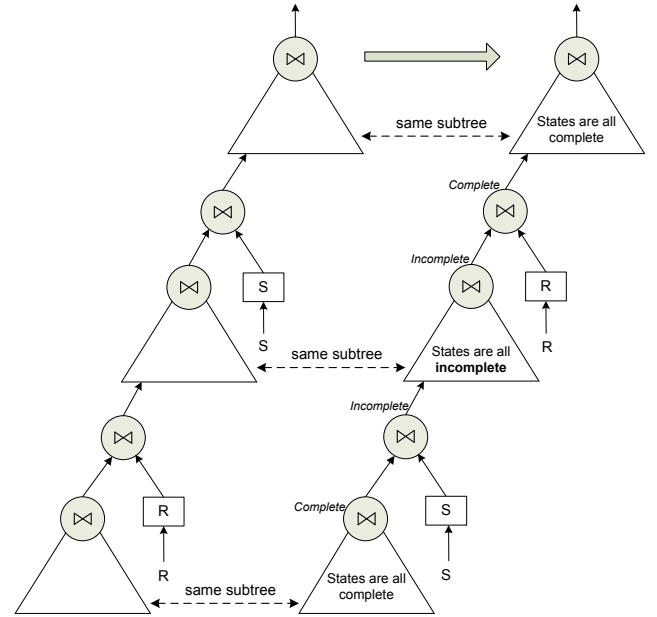 same subtree
States are all
complete
Complete
Incomplete
S
R
S
R
same subtree
States are all
incomplete
Incomplete
R
Complete
S
R
S
same subtree
States are all
complete